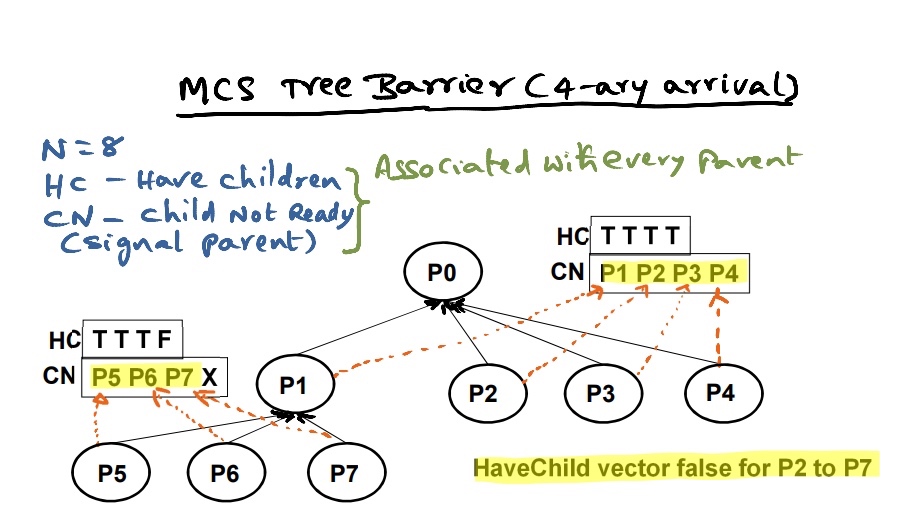 MCS Tree Barrier (4-ary arrival)
N = 8
HC - Have children
CN - Child Not Ready
(signal parent)
Associated with every parent
HC T T T T
CN P1 P2 P3 P4
P0
HC T T T F
CN P5 P6 P7 X
P1
P2
P3
P4
P5
P6
P7
HaveChild vector false for P2 to P7